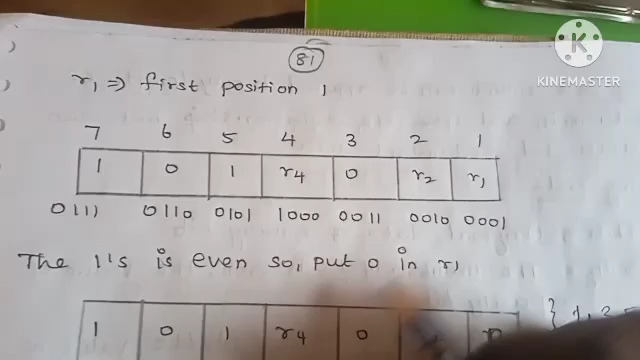 81
KINEMASTER
r1 => first position 1
7 6 5 4 3 2 1
1 0 1 r4 0 r2 r1
0111 0110 0101 1000 0011 0010 0001
The 1's is even so, put 0 in r1
1 0 1 r4 0